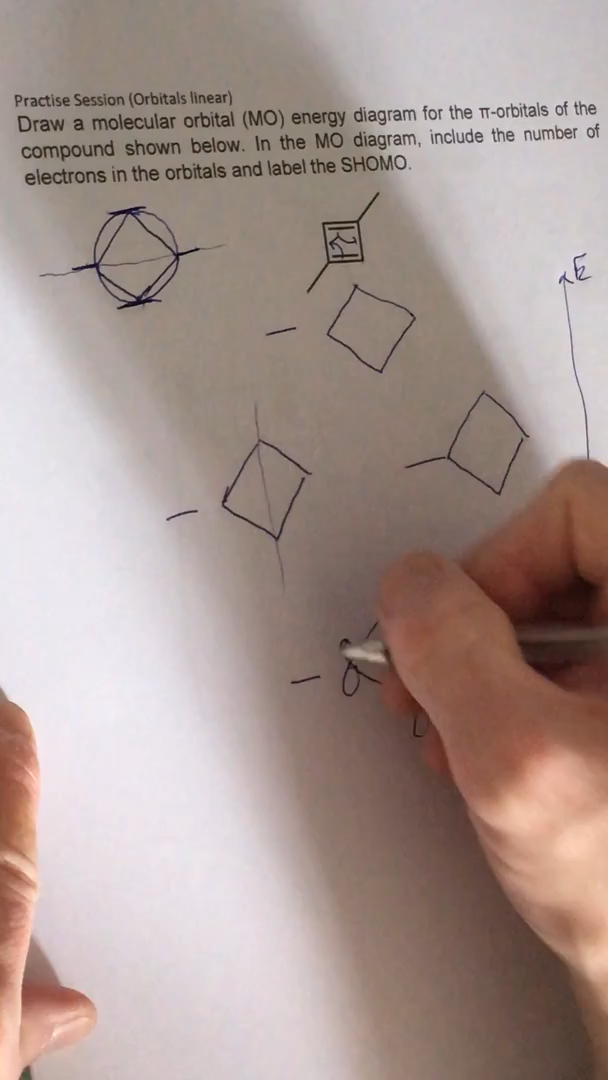 Practise Session (Orbitals linear)
Draw a molecular orbital (MO) energy diagram for the π-orbitals of the
compound shown below. In the MO diagram, include the number of
electrons in the orbitals and label the SHOMO.
E